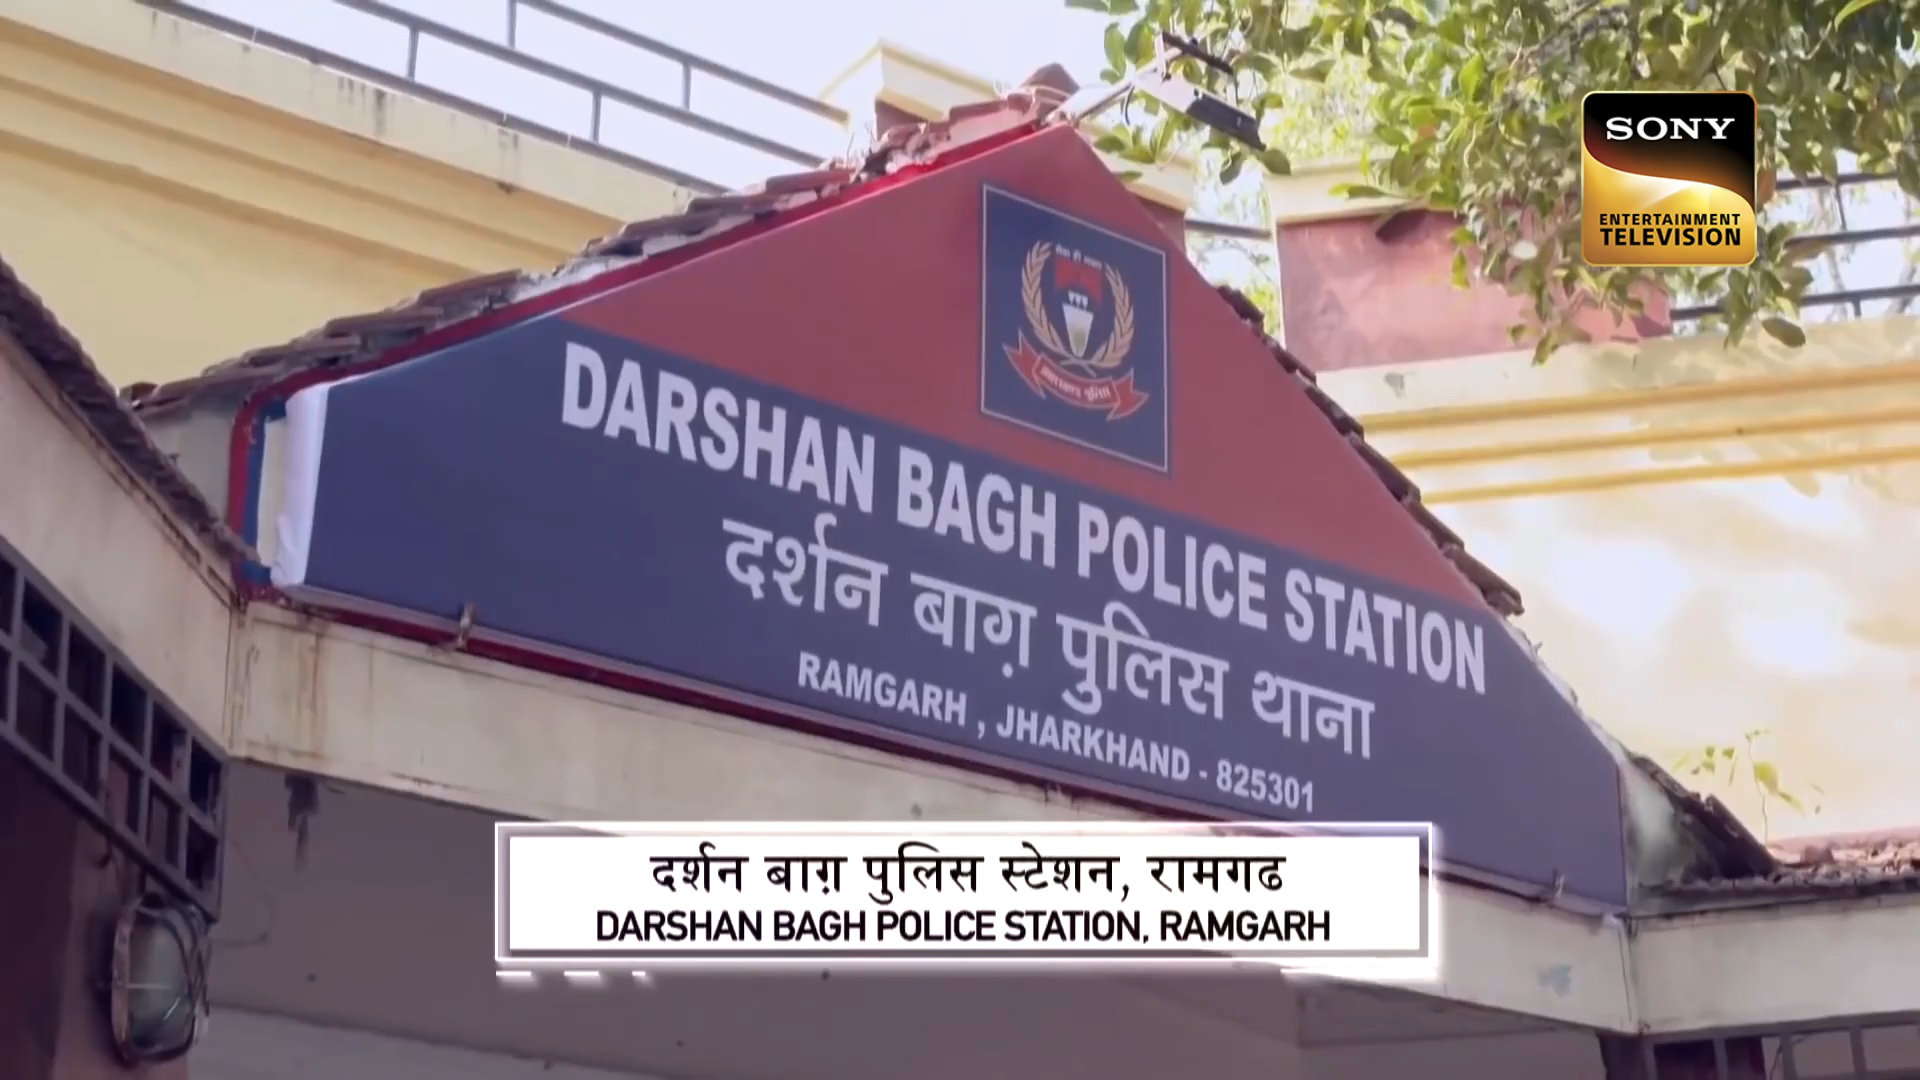 SONY
ENTERTAINMENT
TELEVISION
DARSHAN BAGH POLICE STATION
दर्शन बाग़ पुलिस थाना
RAMGARH , JHARKHAND - 825301
दर्शन बाग़ पुलिस स्टेशन, रामगढ
DARSHAN BAGH POLICE STATION, RAMGARH